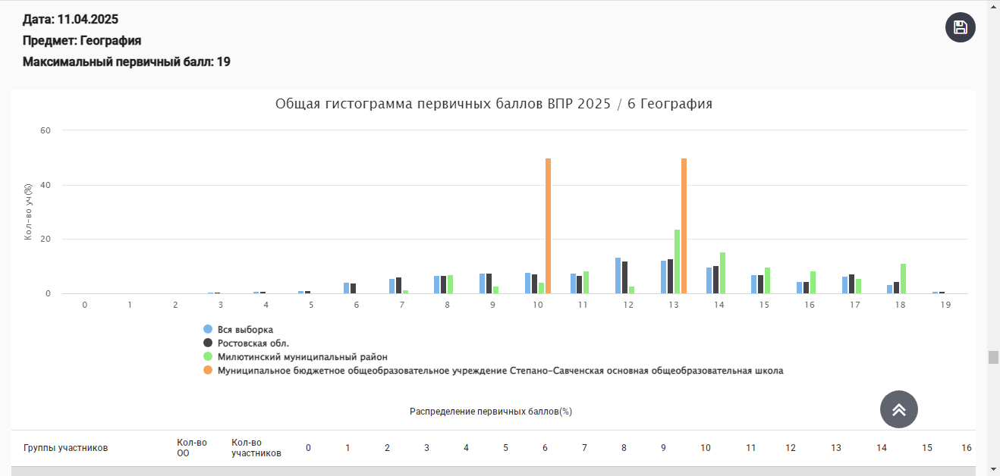 Дата: 11.04.2025
Предмет: География
Максимальный первичный балл: 19
Общая гистограмма первичных баллов ВПР 2025 / 6 География
Кол-во уч(%)
60
40
20
0
0 1 2 3 4 5 6 7 8 9 10 11 12 13 14 15 16 17 18 19
Вся выборка
Ростовская обл.
Милютинский муниципальный район
Муниципальное бюджетное общеобразовательное учреждение Степано-Савченская основная общеобразовательная школа
Распределение первичных баллов(%)
Группы участников Кол-во ОО Кол-во участников 0 1 2 3 4 5 6 7 8 9 10 11 12 13 14 15 16